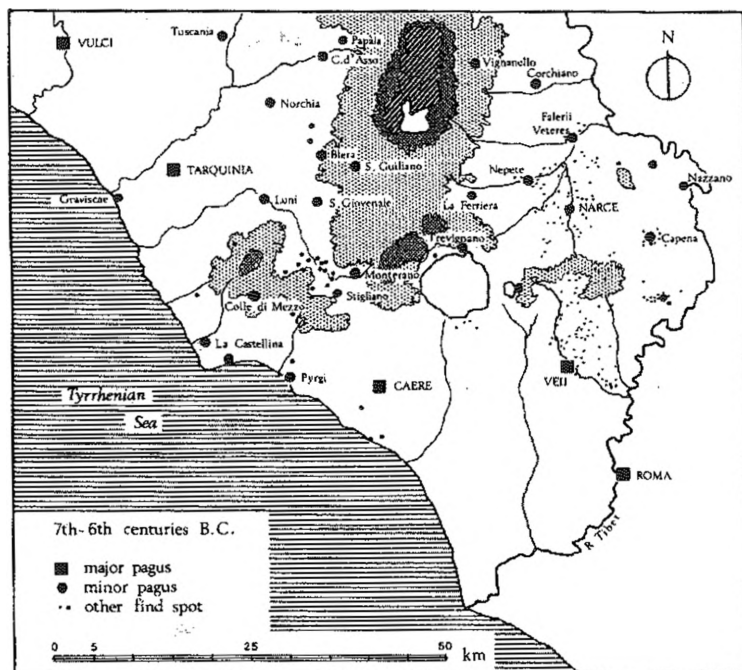 Tuscania
Papala
VULCI
C.d'Asso
Vignanello
N
Corchiano
Norchia
Falerii
Veteres
Blera
TARQUINIA
S. Guiliano
Nepete
Nazzano
Graviscae
Luni
S. Giovenale
La Ferriera
NARCE
Trevignano
Capena
Monterano
Colle di Mezzo
Stigliano
La Castellina
Pyrgi
CAERE
VEII
Tyrrhenian
Sea
ROMA
R. Tiber
7th-6th centuries B.C.
major pagus
minor pagus
other find spot
0 5 25 50
km